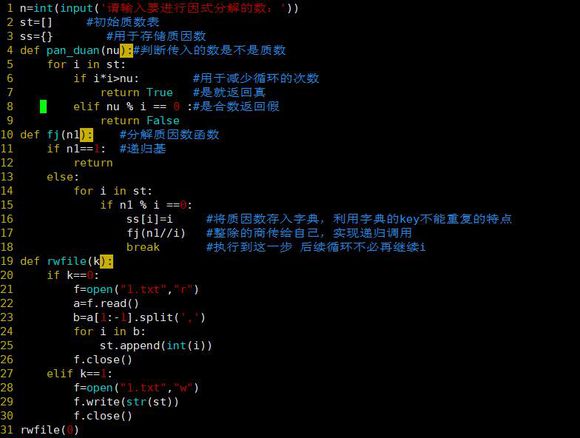 1 n=int(input('请输入要进行因式分解的数：'))
2 st=[]    #初始质数表
3 ss={}      #用于存储质因数
4 def pan_duan(nu):#判断传入的数是不是质数
5     for i in st:
6         if i*i>nu:       #用于减少循环的次数
7             return True   #是就返回真
8         elif nu % i == 0 :#是合数返回假
9             return False
10 def fj(n1):    #分解质因数函数
11     if n1==1:  #递归基
12         return
13     else:
14         for i in st:
15             if n1 % i ==0:
16                 ss[i]=i     #将质因数存入字典，利用字典的key不能重复的特点
17                 fj(n1//i)   #整除的商传给自己，实现递归调用
18                 break       #执行到这一步 后续循环不必再继续i
19 def rwfile(k):
20     if k==0:
21         f=open("1.txt","r")
22         a=f.read()
23         b=a[1:-1].split(',')
24         for i in b:
25             st.append(int(i))
26         f.close()
27     elif k==1:
28         f=open("1.txt","w")
29         f.write(str(st))
30         f.close()
31 rwfile(0)